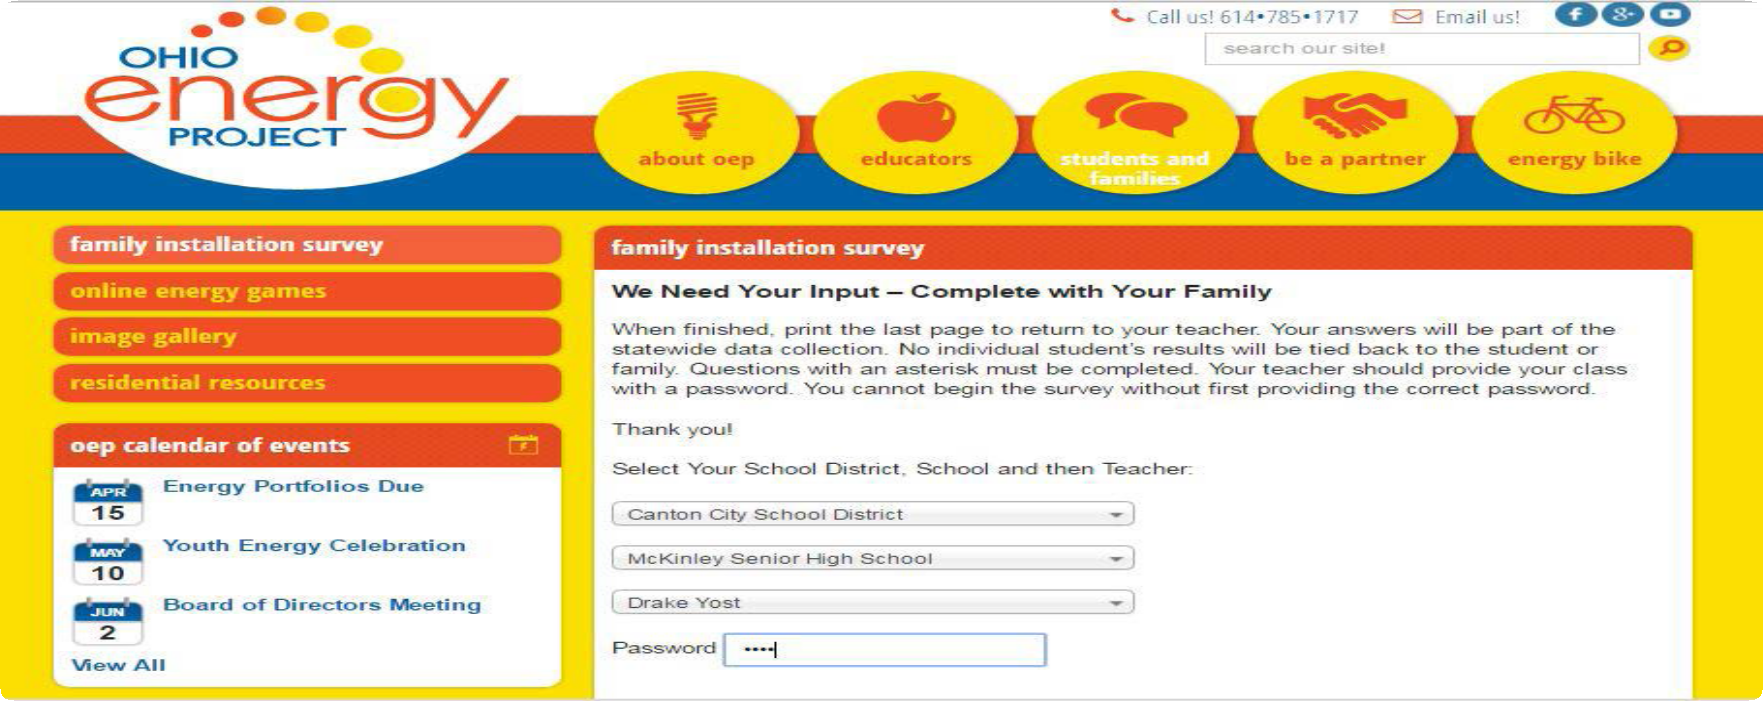 OHIO
energy
PROJECT
Call us! 614•785•1717
Email us!
search our site!
about oep
educators
students and
families
be a partner
energy bike
family installation survey
online energy games
image gallery
residential resources
oep calendar of events
APR
15
Energy Portfolios Due
MAY
10
Youth Energy Celebration
JUN
2
Board of Directors Meeting
View All
family installation survey
We Need Your Input – Complete with Your Family
When finished, print the last page to return to your teacher. Your answers will be part of the
statewide data collection. No individual student's results will be tied back to the student or
family. Questions with an asterisk must be completed. Your teacher should provide your class
with a password. You cannot begin the survey without first providing the correct password.
Thank you!
Select Your School District, School and then Teacher:
Canton City School District
McKinley Senior High School
Drake Yost
Password ••••